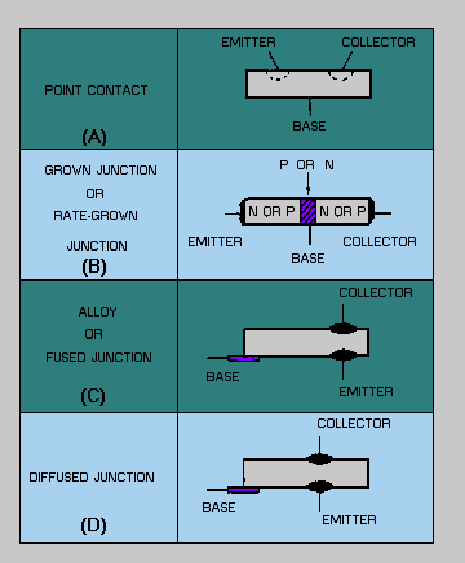 POINT CONTACT
(A)
EMITTER COLLECTOR
BASE
GROWN JUNCTION
OR
RATE-GROWN
JUNCTION
(B)
P OR N
N OR P N OR P
EMITTER COLLECTOR
BASE
ALLOY
OR
FUSED JUNCTION
(C)
COLLECTOR
BASE
EMITTER
DIFFUSED JUNCTION
(D)
COLLECTOR
BASE
EMITTER